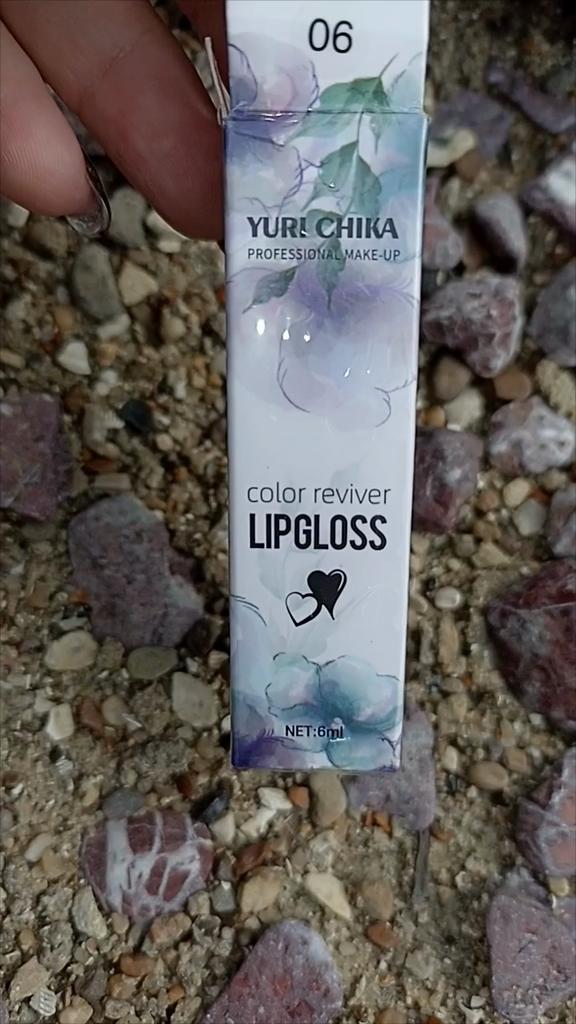 06
YURI CHIKA
PROFESSIONAL MAKE-UP
color reviver
LIPGLOSS
NET:6ml